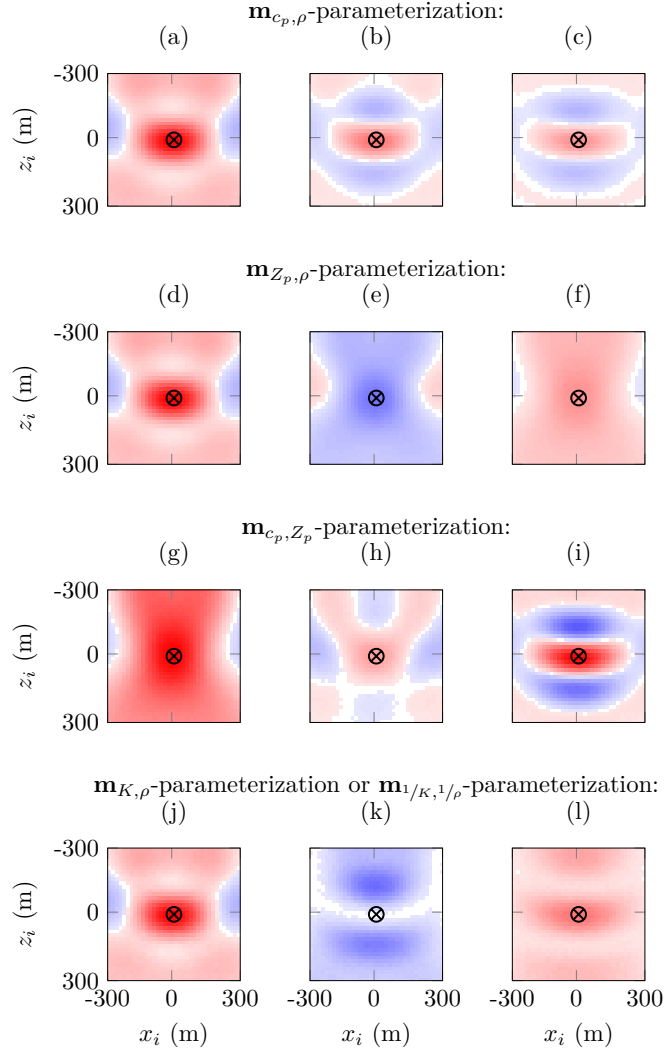 m_{c_p,ρ}-parameterization:
(a) (b) (c)
-300
0
300
z_i (m)
m_{Z_p,ρ}-parameterization:
(d) (e) (f)
-300
0
300
z_i (m)
m_{c_p,Z_p}-parameterization:
(g) (h) (i)
-300
0
300
z_i (m)
m_{K,ρ}-parameterization or m_{1/K,1/ρ}-parameterization:
(j) (k) (l)
-300
0
300
z_i (m)
-300 0 300 0 300 0 300
x_i (m) x_i (m) x_i (m)